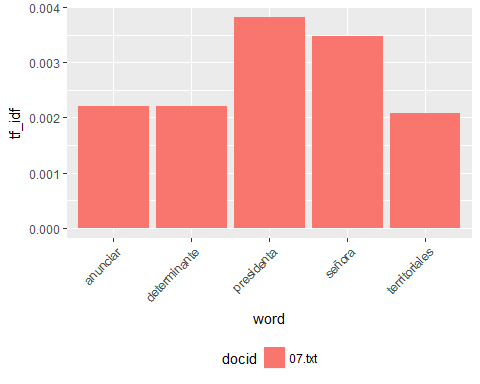 0.004
0.003
0.002
0.001
0.000
tf_idf
anunciar
determinante
presidenta
señora
territoriales
word
docid 07.txt